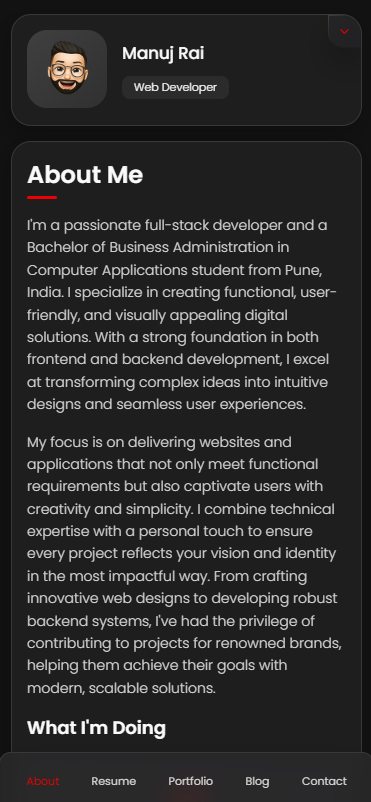 Manuj Rai
Web Developer
About Me
I'm a passionate full-stack developer and a
Bachelor of Business Administration in
Computer Applications student from Pune,
India. I specialize in creating functional, user-
friendly, and visually appealing digital
solutions. With a strong foundation in both
frontend and backend development, I excel
at transforming complex ideas into intuitive
designs and seamless user experiences.
My focus is on delivering websites and
applications that not only meet functional
requirements but also captivate users with
creativity and simplicity. I combine technical
expertise with a personal touch to ensure
every project reflects your vision and identity
in the most impactful way. From crafting
innovative web designs to developing robust
backend systems, I've had the privilege of
contributing to projects for renowned brands,
helping them achieve their goals with
modern, scalable solutions.
What I'm Doing
About Resume Portfolio Blog Contact